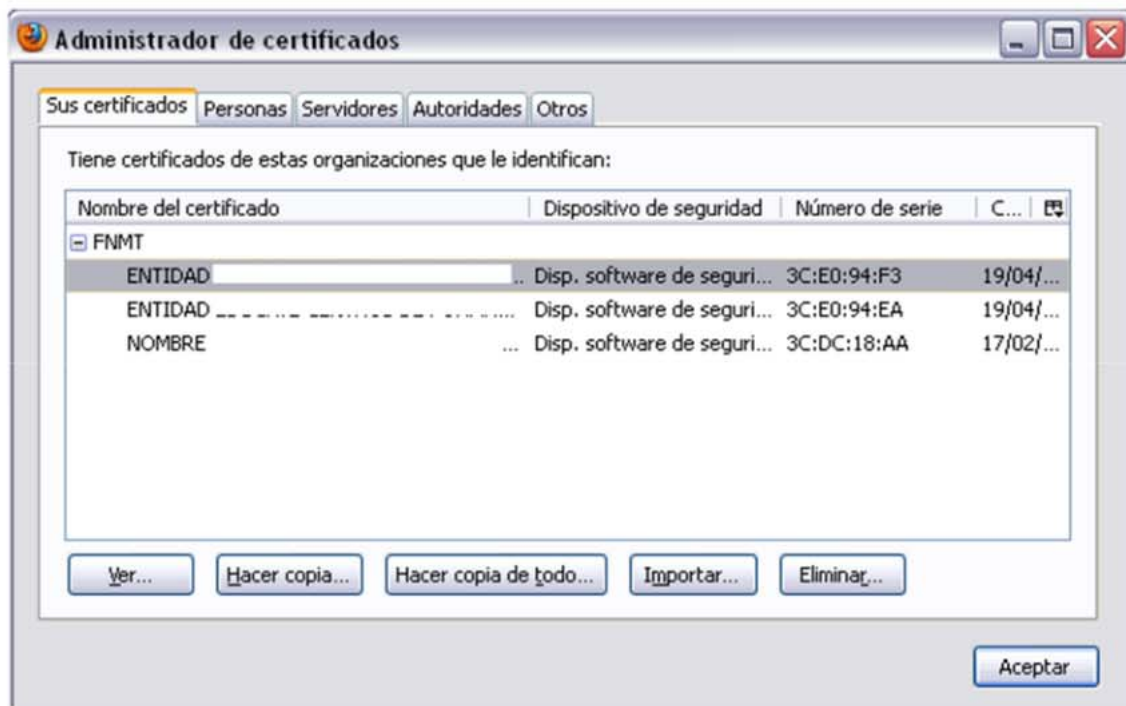 Administrador de certificados
Sus certificados Personas Servidores Autoridades Otros
Tiene certificados de estas organizaciones que le identifican:
Nombre del certificado Dispositivo de seguridad Número de serie C...
FNMT
ENTIDAD .. Disp. software de seguri... 3C:E0:94:F3 19/04/...
ENTIDAD .... Disp. software de seguri... 3C:E0:94:EA 19/04/...
NOMBRE ... Disp. software de seguri... 3C:DC:18:AA 17/02/...
Ver... Hacer copia... Hacer copia de todo... Importar... Eliminar...
Aceptar